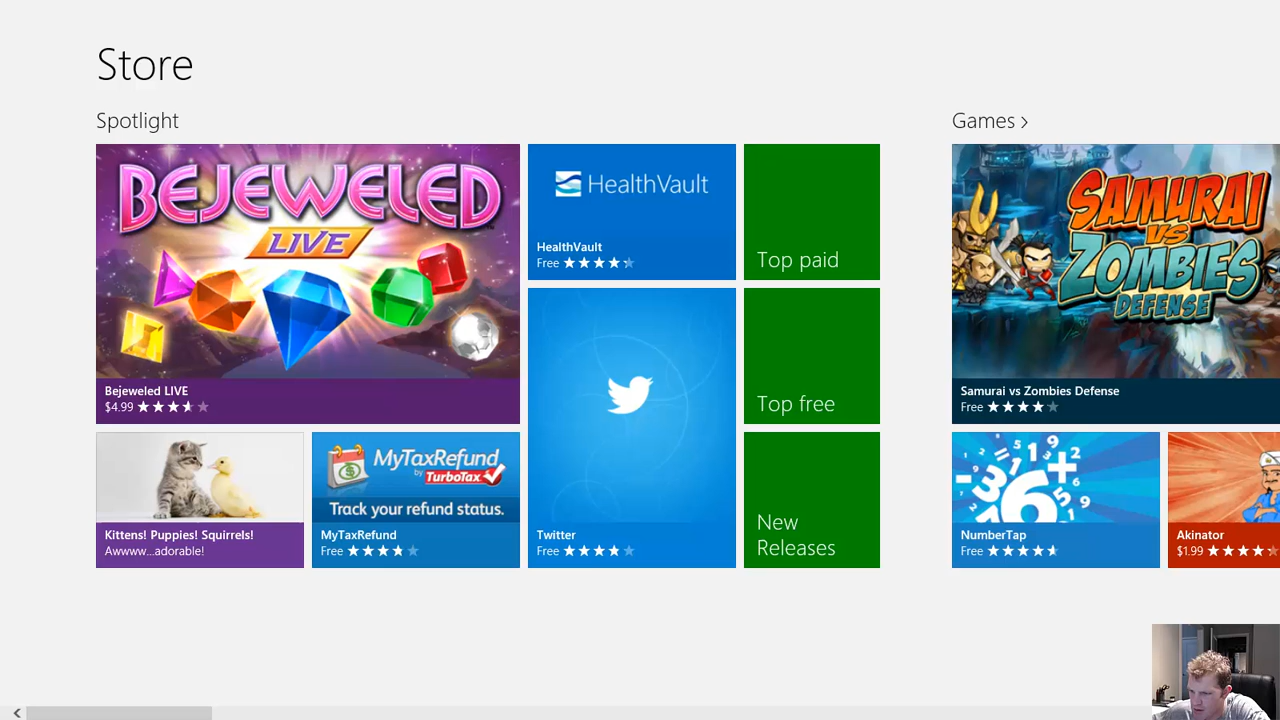 Store
Spotlight
BEJEWELED
LIVE
Bejeweled LIVE
$4.99
HealthVault
HealthVault
Free
Top paid
Kittens! Puppies! Squirrels!
Awwww...adorable!
MyTaxRefund
by TurboTax
Track your refund status.
MyTaxRefund
Free
Twitter
Free
Top free
New
Releases
Games
SAMURAI
VS
ZOMBIES
DEFENSE
Samurai vs Zombies Defense
Free
NumberTap
Free
Akinator
$1.99